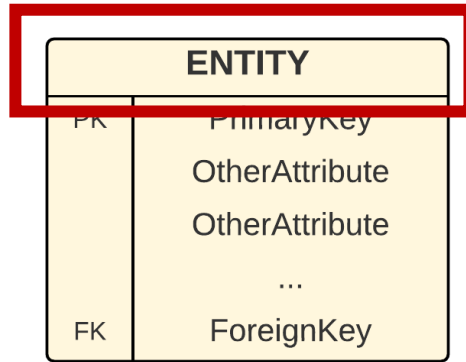 ENTITY
PK PrimaryKey
OtherAttribute
OtherAttribute
...
FK ForeignKey